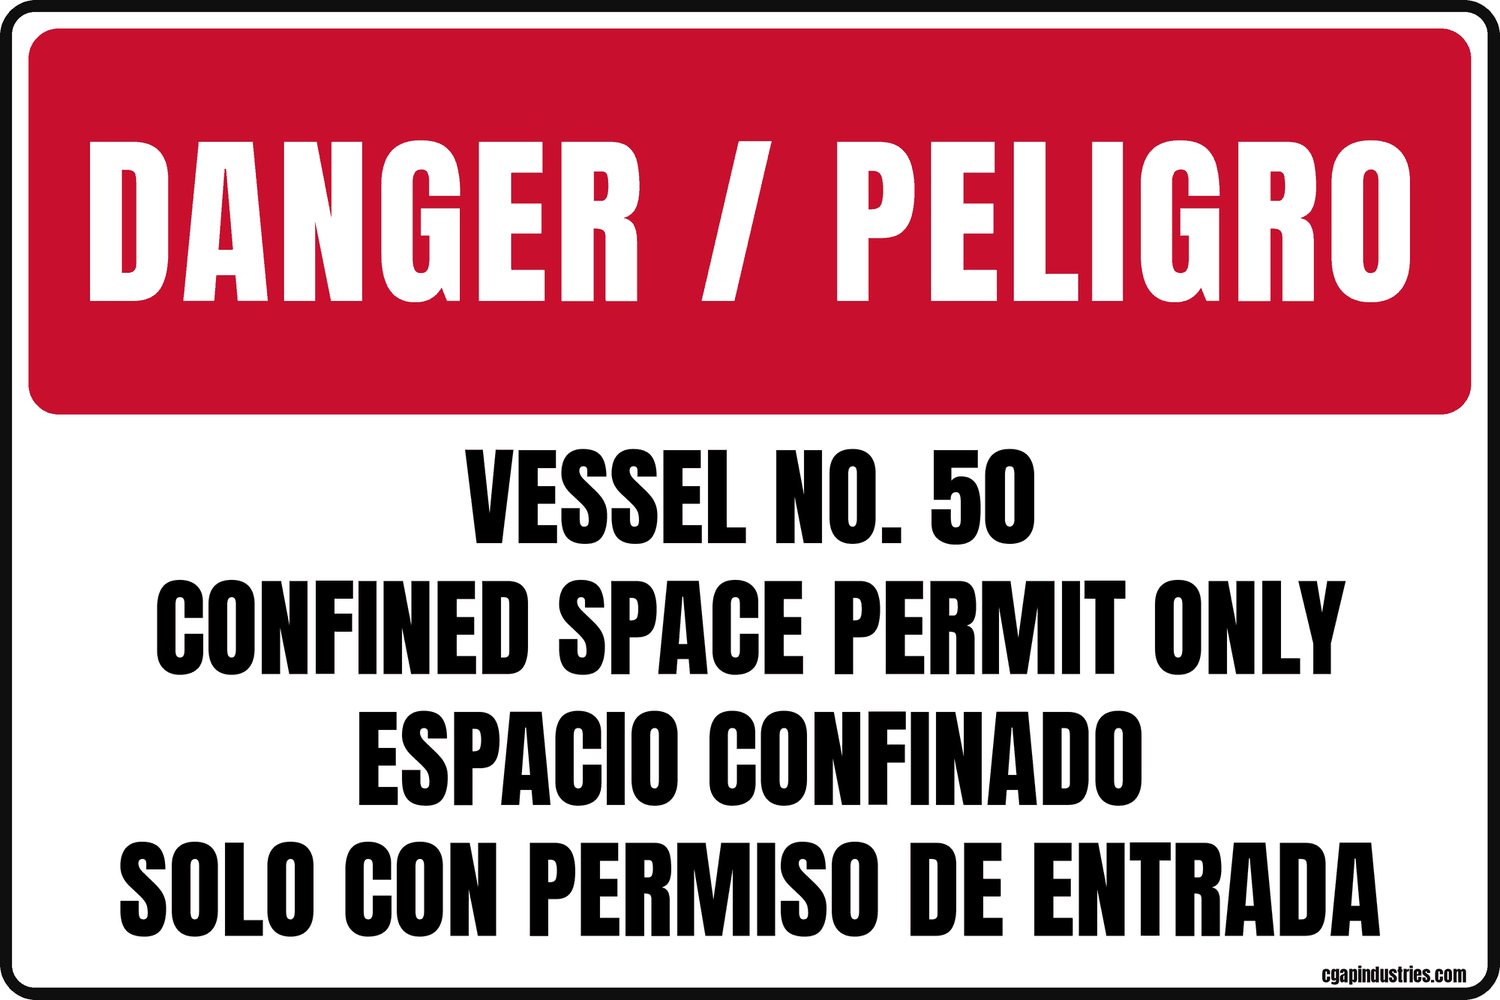 DANGER / PELIGRO
VESSEL NO. 50
CONFINED SPACE PERMIT ONLY
ESPACIO CONFINADO
SOLO CON PERMISO DE ENTRADA
cgapindustries.com